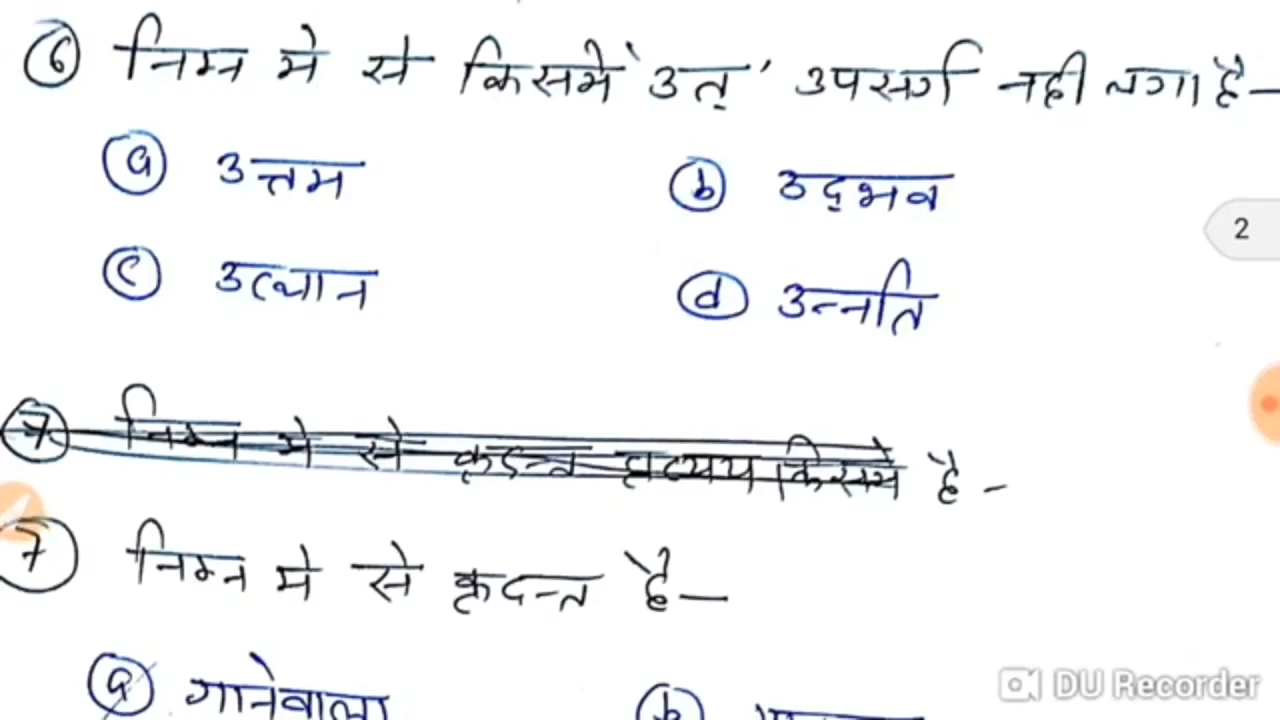 6 निम्न मे से किसमें 'उत्' उपसर्ग नही लगा है-
a उत्तम b उद्भव
2
c उत्थान d उन्नति
7 निम्न मे से कृदन्त प्रत्यय किसमे है -
7 निम्न मे से कृदन्त है-
a गानेवाला b
DU Recorder